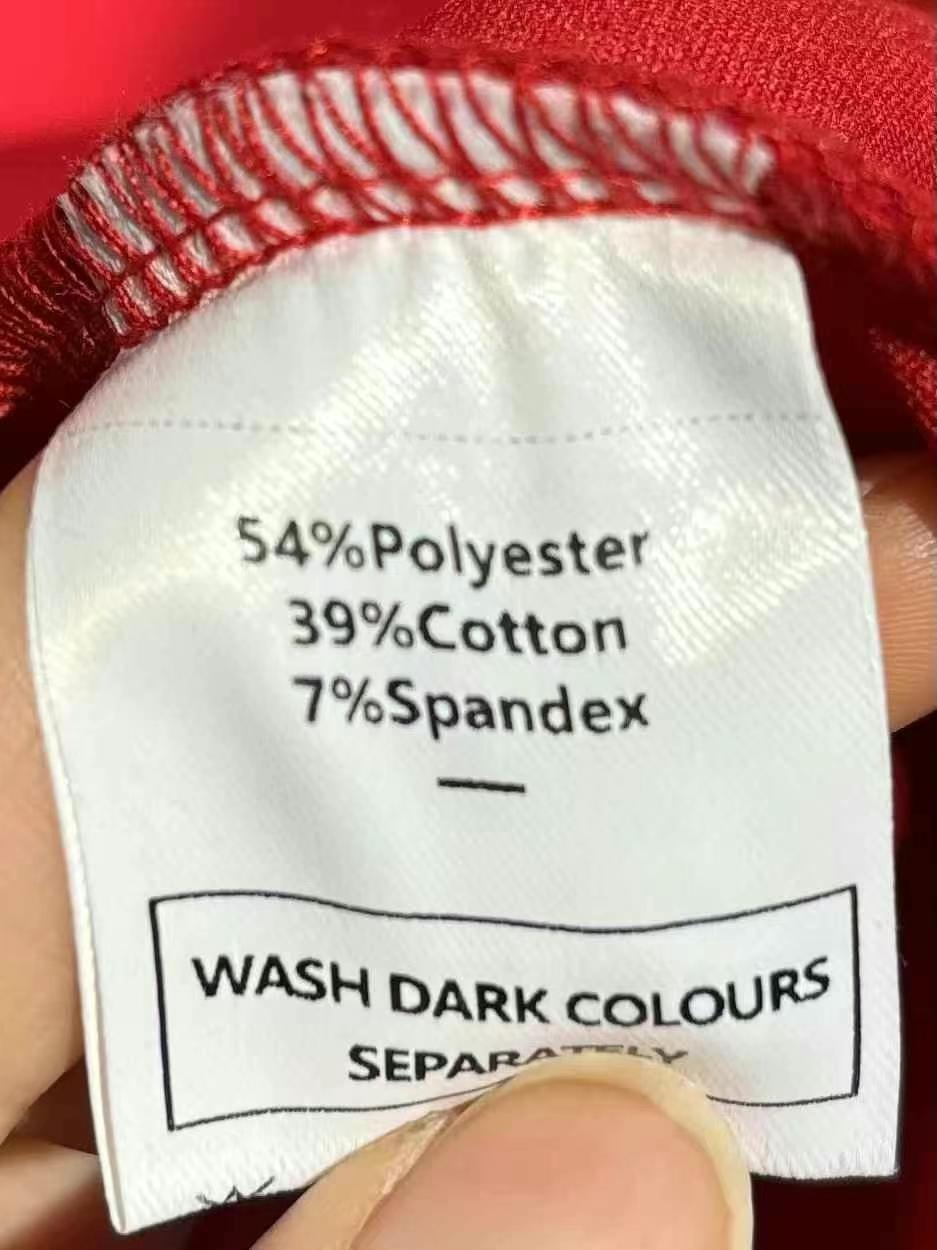 54%Polyester
39%Cotton
7%Spandex
WASH DARK COLOURS
SEPARATELY